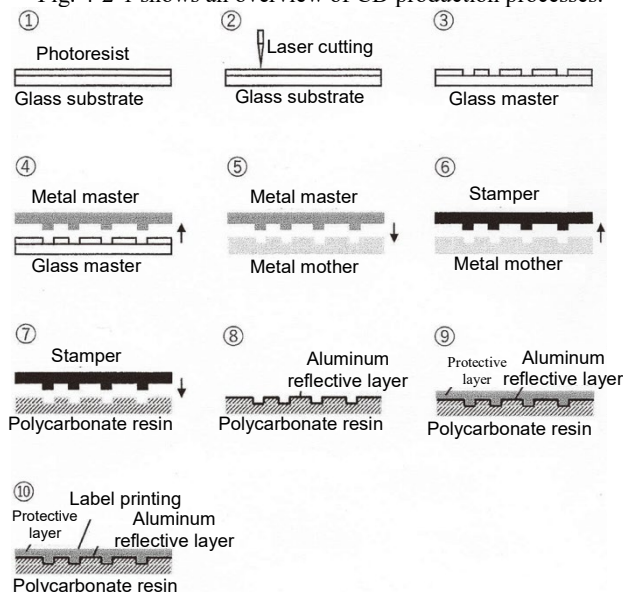 Fig. 4-2-1 shows an overview of CD production processes.
① ② ③
Photoresist
Glass substrate
Laser cutting
Glass substrate
Glass master
④ ⑤ ⑥
Metal master
Glass master
Metal master
Metal mother
Stamper
Metal mother
⑦ ⑧ ⑨
Stamper
Polycarbonate resin
Aluminum
reflective layer
Polycarbonate resin
Protective
layer
Aluminum
reflective layer
Polycarbonate resin
⑩
Label printing
Protective
layer
Aluminum
reflective layer
Polycarbonate resin